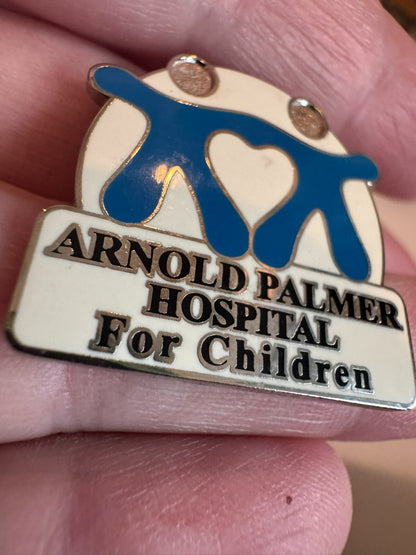 ARNOLD PALMER
HOSPITAL
For Children